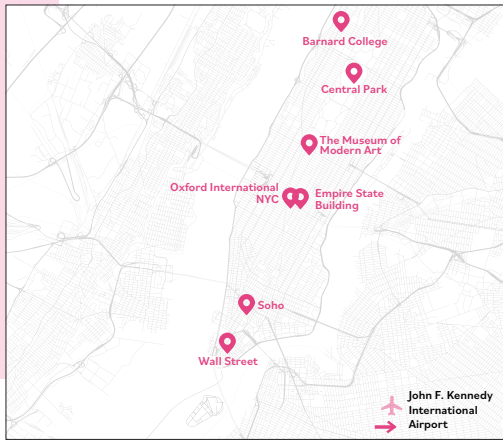 Barnard College
Central Park
The Museum of
Modern Art
Oxford International
NYC
Empire State
Building
Soho
Wall Street
John F. Kennedy
International
Airport